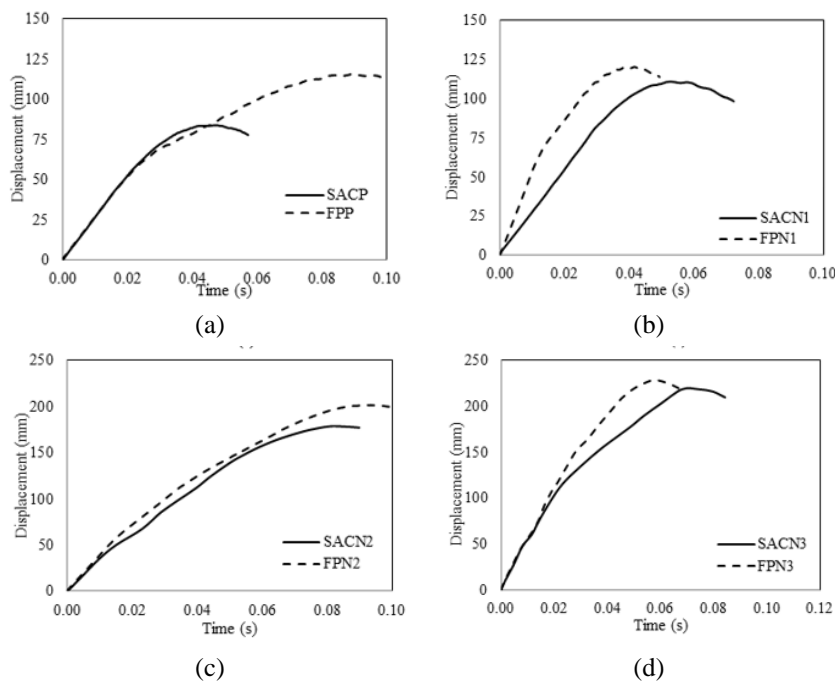 150
125
100
75
50
25
0
Displacement (mm)
SACP
FPP
0.00 0.02 0.04 0.06 0.08 0.10
Time (s)
(a)
150
125
100
75
50
25
0
Displacement (mm)
SACN1
FPN1
0.00 0.02 0.04 0.06 0.08 0.10
Time (s)
(b)
250
200
150
100
50
0
Displacement (mm)
SACN2
FPN2
0.00 0.02 0.04 0.06 0.08 0.10
Time (s)
(c)
250
200
150
100
50
0
Displacement (mm)
SACN3
FPN3
0.00 0.02 0.04 0.06 0.08 0.10 0.12
Time (s)
(d)